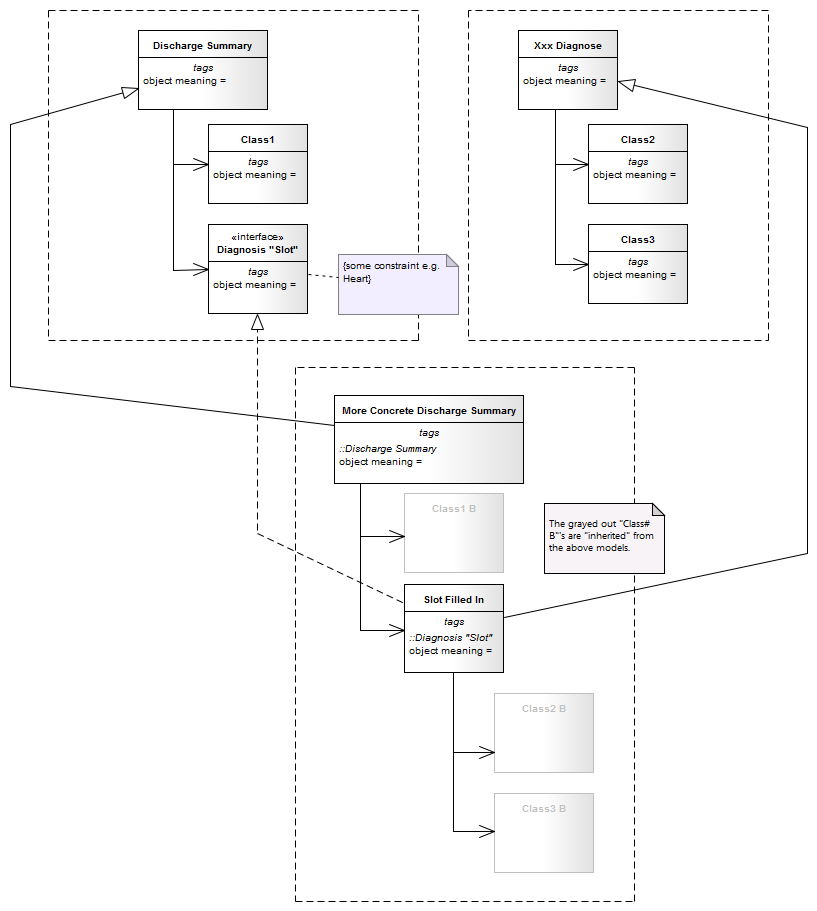 Discharge Summary
tags
object meaning =
Class1
tags
object meaning =
«interface»
Diagnosis "Slot"
tags
object meaning =
{some constraint e.g.
Heart}
Xxx Diagnose
tags
object meaning =
Class2
tags
object meaning =
Class3
tags
object meaning =
More Concrete Discharge Summary
tags
::Discharge Summary
object meaning =
Class1 B
The grayed out "Class#
B"'s are "inherited" from
the above models.
Slot Filled In
tags
::Diagnosis "Slot"
object meaning =
Class2 B
Class3 B